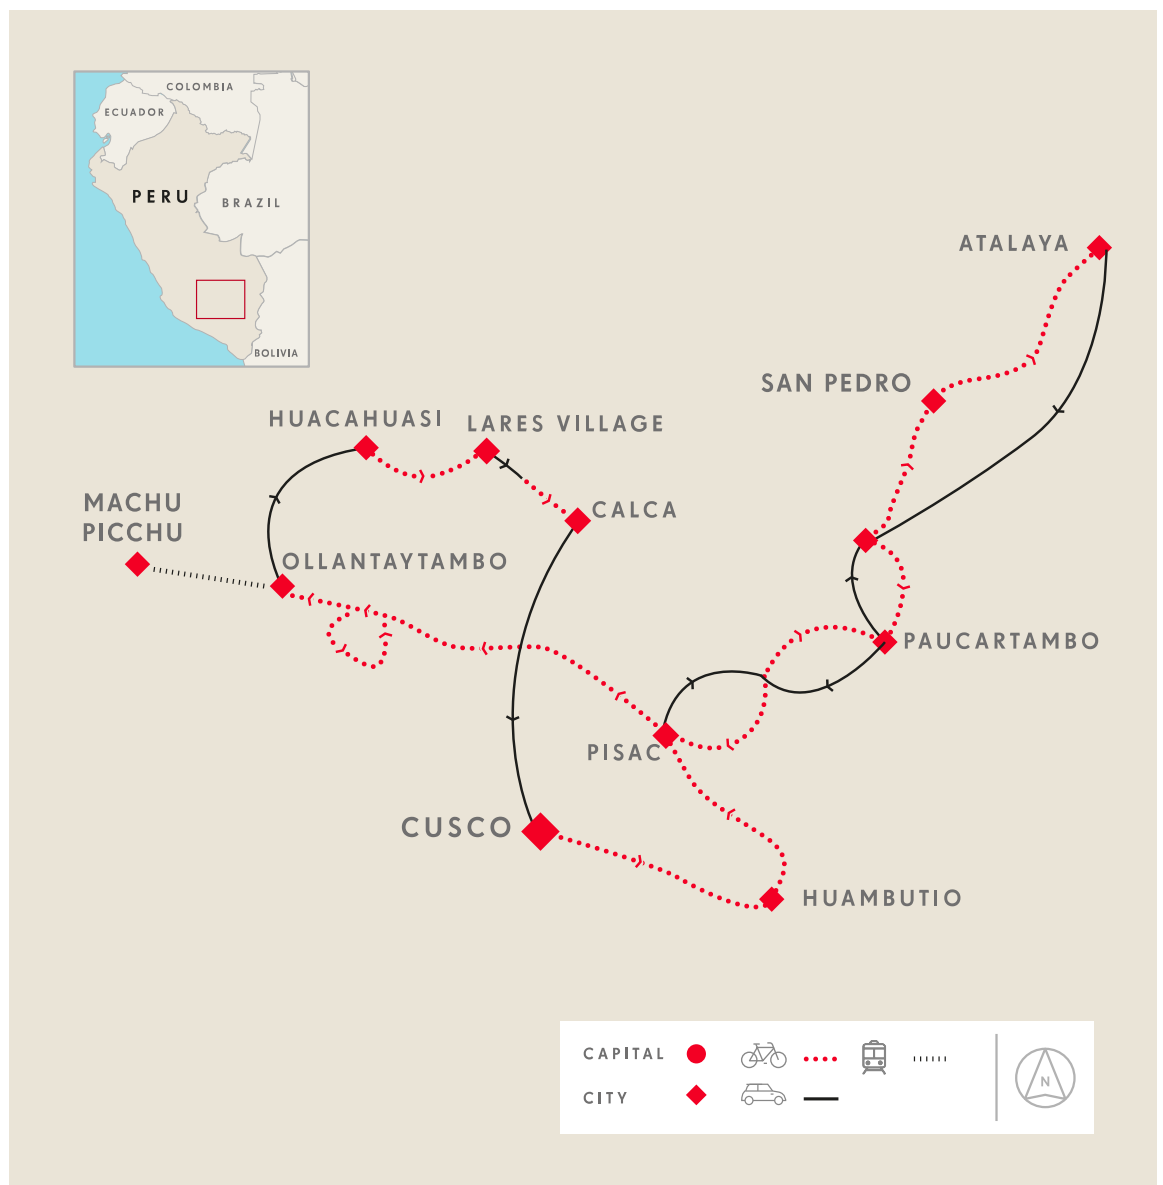 COLOMBIA
ECUADOR
PERU
BRAZIL
BOLIVIA
ATALAYA
SAN PEDRO
HUACAHUASI
LARES VILLAGE
MACHU
PICCHU
CALCA
OLLANTAYTAMBO
PAUCARTAMBO
PISAC
CUSCO
HUAMBUTIO
CAPITAL
CITY
N